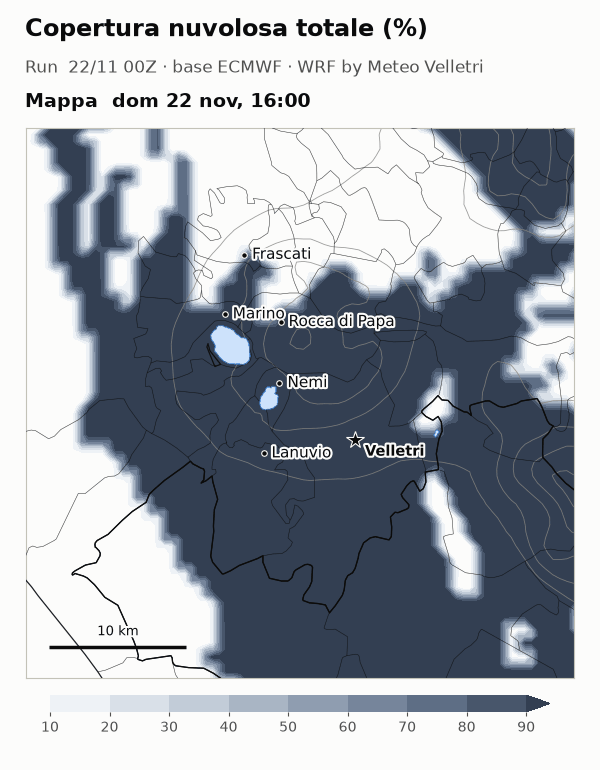 Copertura nuvolosa totale (%)
Run  22/11 00Z · base ECMWF · WRF by Meteo Velletri
Mappa  dom 22 nov, 16:00
Frascati
Marino
Rocca di Papa
Nemi
Velletri
Lanuvio
10 km
10 20 30 40 50 60 70 80 90